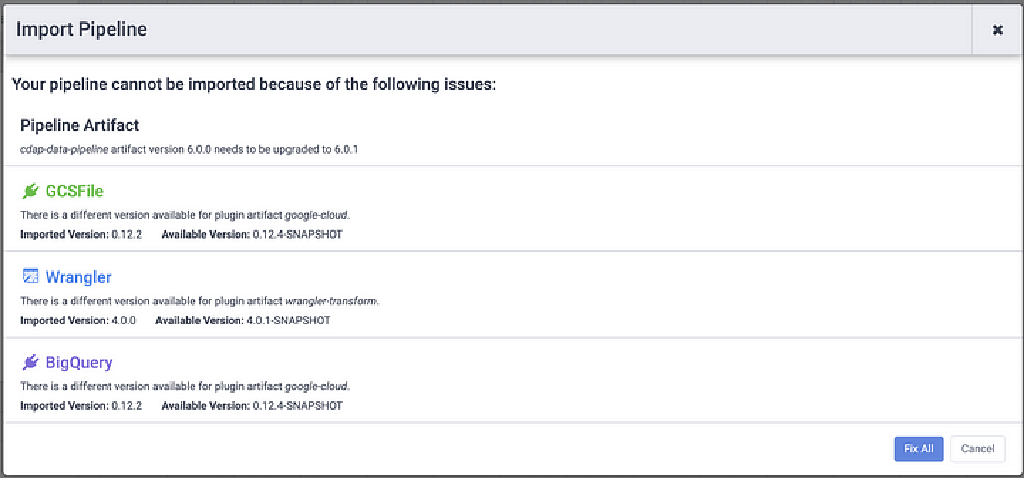 Import Pipeline
Your pipeline cannot be imported because of the following issues:
Pipeline Artifact
cdap-data-pipeline artifact version 6.0.0 needs to be upgraded to 6.0.1
GCSFile
There is a different version available for plugin artifact google-cloud.
Imported Version: 0.12.2 Available Version: 0.12.4-SNAPSHOT
Wrangler
There is a different version available for plugin artifact wrangler-transform.
Imported Version: 4.0.0 Available Version: 4.0.1-SNAPSHOT
BigQuery
There is a different version available for plugin artifact google-cloud.
Imported Version: 0.12.2 Available Version: 0.12.4-SNAPSHOT
Fix All Cancel